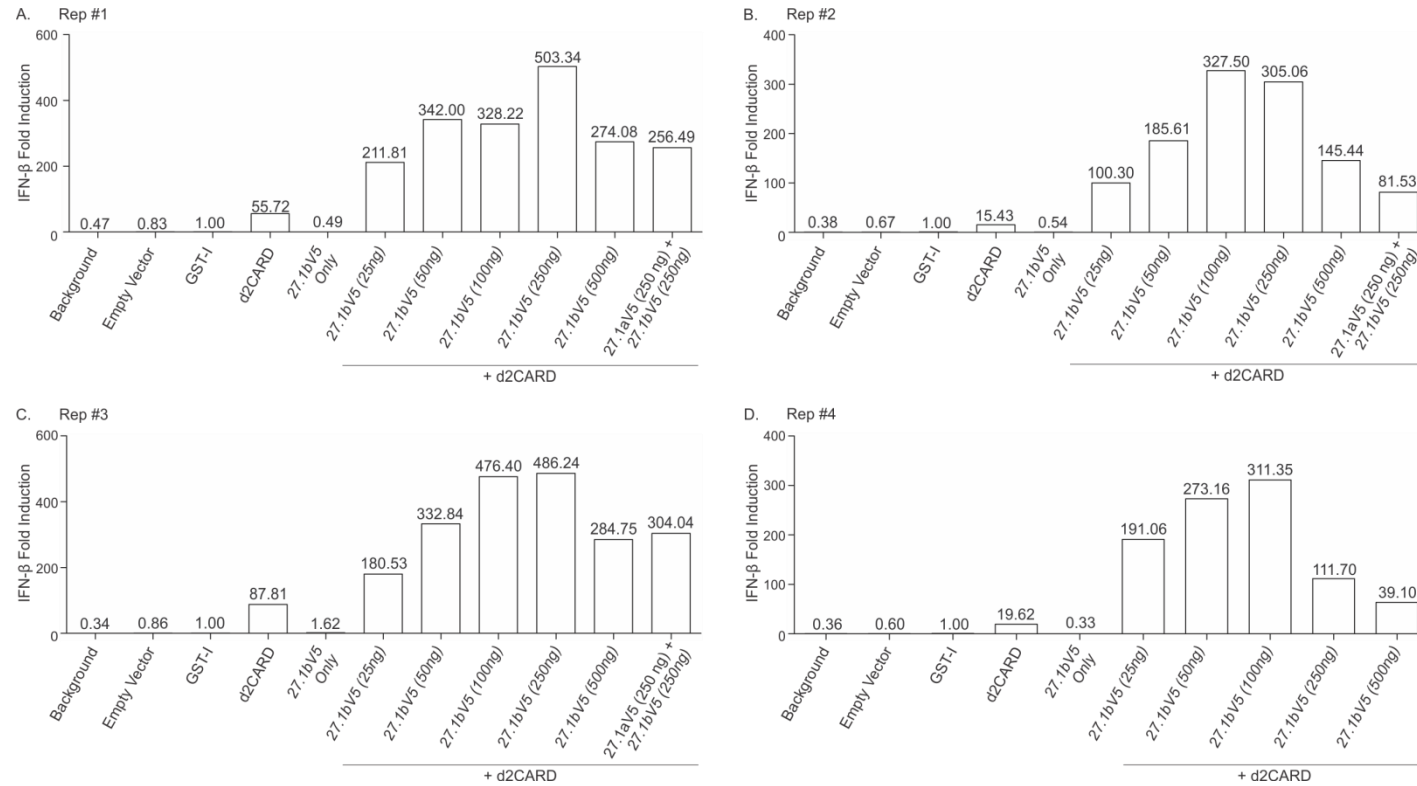 A. Rep #1
IFN-β Fold Induction
600
400
200
0
0.47
0.83
1.00
55.72
0.49
211.81
342.00
328.22
503.34
274.08
256.49
Background
Empty Vector
GST-I
d2CARD
27.1bV5
Only
27.1bV5 (25ng)
27.1bV5 (50ng)
27.1bV5 (100ng)
27.1bV5 (250ng)
27.1bV5 (500ng)
27.1aV5 (250 ng) +
27.1bV5 (250ng)
+ d2CARD
B. Rep #2
IFN-β Fold Induction
400
300
200
100
0
0.38
0.67
1.00
15.43
0.54
100.30
185.61
327.50
305.06
145.44
81.53
Background
Empty Vector
GST-I
d2CARD
27.1bV5
Only
27.1bV5 (25ng)
27.1bV5 (50ng)
27.1bV5 (100ng)
27.1bV5 (250ng)
27.1bV5 (500ng)
27.1aV5 (250 ng) +
27.1bV5 (250ng)
+ d2CARD
C. Rep #3
IFN-β Fold Induction
600
400
200
0
0.34
0.86
1.00
87.81
1.62
180.53
332.84
476.40
486.24
284.75
304.04
Background
Empty Vector
GST-I
d2CARD
27.1bV5
Only
27.1bV5 (25ng)
27.1bV5 (50ng)
27.1bV5 (100ng)
27.1bV5 (250ng)
27.1bV5 (500ng)
27.1aV5 (250 ng) +
27.1bV5 (250ng)
+ d2CARD
D. Rep #4
IFN-β Fold Induction
400
300
200
100
0
0.36
0.60
1.00
19.62
0.33
191.06
273.16
311.35
111.70
39.10
Background
Empty Vector
GST-I
d2CARD
27.1bV5
Only
27.1bV5 (25ng)
27.1bV5 (50ng)
27.1bV5 (100ng)
27.1bV5 (250ng)
27.1bV5 (500ng)
+ d2CARD